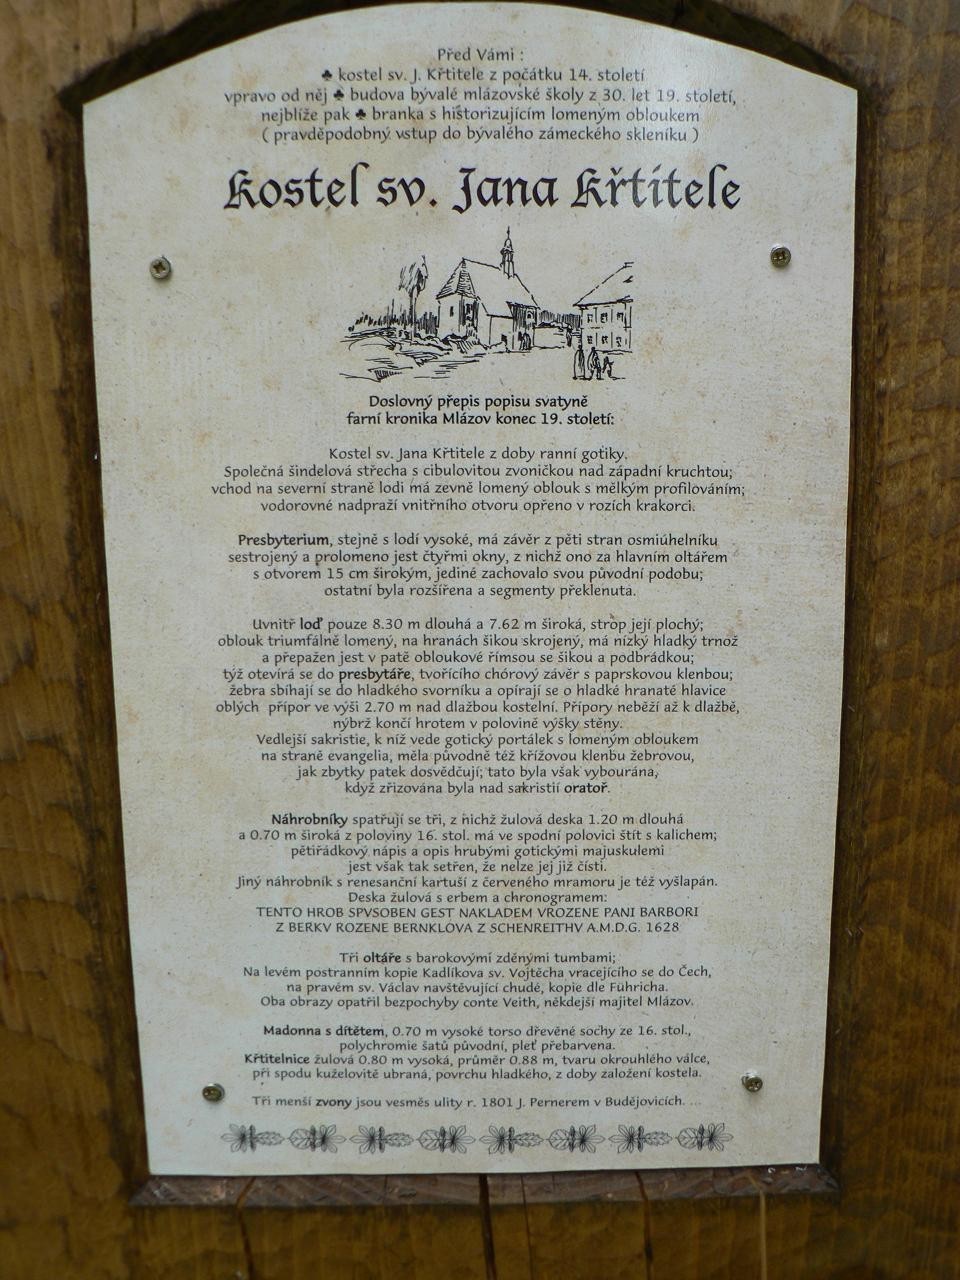 Před Vámi :
♣ kostel sv. J. Křtitele z počátku 14. století
vpravo od něj ♣ budova bývalé mlázovské školy z 30. let 19. století,
nejblíže pak ♣ branka s historizujícím lomeným obloukem
( pravděpodobný vstup do bývalého zámeckého skleníku )
Kostel sv. Jana Křtitele
Doslovný přepis popisu svatyně
farní kronika Mlázov konec 19. století:
Kostel sv. Jana Křtitele z doby ranní gotiky.
Společná šindelová střecha s cibulovitou zvoničkou nad západní kruchtou;
vchod na severní straně lodi má zevně lomený oblouk s mělkým profilováním;
vodorovné nadpraží vnitřního otvoru opřeno v rozích krakorci.
Presbyterium, stejně s lodí vysoké, má závěr z pěti stran osmiúhelníku
sestrojený a prolomeno jest čtyřmi okny, z nichž ono za hlavním oltářem
s otvorem 15 cm širokým, jediné zachovalo svou původní podobu;
ostatní byla rozšířena a segmenty překlenuta.
Uvnitř loď pouze 8.30 m dlouhá a 7.62 m široká, strop její plochý;
oblouk triumfálně lomený, na hranách šikou skrojený, má nízký hladký trnož
a přepažen jest v patě obloukové římsou se šikou a podbrádkou;
týž otevírá se do presbytáře, tvořícího chórový závěr s paprskovou klenbou;
žebra sbíhají se do hladkého svorníku a opírají se o hladké hranaté hlavice
oblých přípor ve výši 2.70 m nad dlažbou kostelní. Přípory neběží až k dlažbě,
nýbrž končí hrotem v polovině výšky stěny.
Vedlejší sakristie, k níž vede gotický portálek s lomeným obloukem
na straně evangelia, měla původně též křížovou klenbu žebrovou,
jak zbytky patek dosvědčují; tato byla však vybourána,
když zřizována byla nad sakristií oratoř.
Náhrobníky spatřují se tři, z nichž žulová deska 1.20 m dlouhá
a 0.70 m široká z poloviny 16. stol. má ve spodní polovici štít s kalichem;
pětiřádkový nápis a opis hrubými gotickými majuskulemi
jest však tak setřen, že nelze jej již čísti.
Jiný náhrobník s renesanční kartuší z červeného mramoru je též vyšlapán.
Deska žulová s erbem a chronogramem:
TENTO HROB SPVSOBEN GEST NAKLADEM VROZENE PANI BARBORI
Z BERKV ROZENE BERNKLOVA Z SCHENREITHV A.M.D.G. 1628
Tři oltáře s barokovými zděnými tumbami;
Na levém postranním kopie Kadlíkova sv. Vojtěcha vracejícího se do Čech,
na pravém sv. Václav navštěvující chudé, kopie dle Führicha.
Oba obrazy opatřil bezpochyby conte Veith, někdejší majitel Mlázov.
Madonna s dítětem, 0.70 m vysoké torso dřevěné sochy ze 16. stol.,
polychromie šatů původní, pleť přebarvena.
Křtitelnice žulová 0.80 m vysoká, průměr 0.88 m, tvaru okrouhlého válce,
při spodu kuželovitě ubraná, povrchu hladkého, z doby založení kostela.
Tři menší zvony jsou vesměs ulity r. 1801 J. Pernerem v Budějovicích.